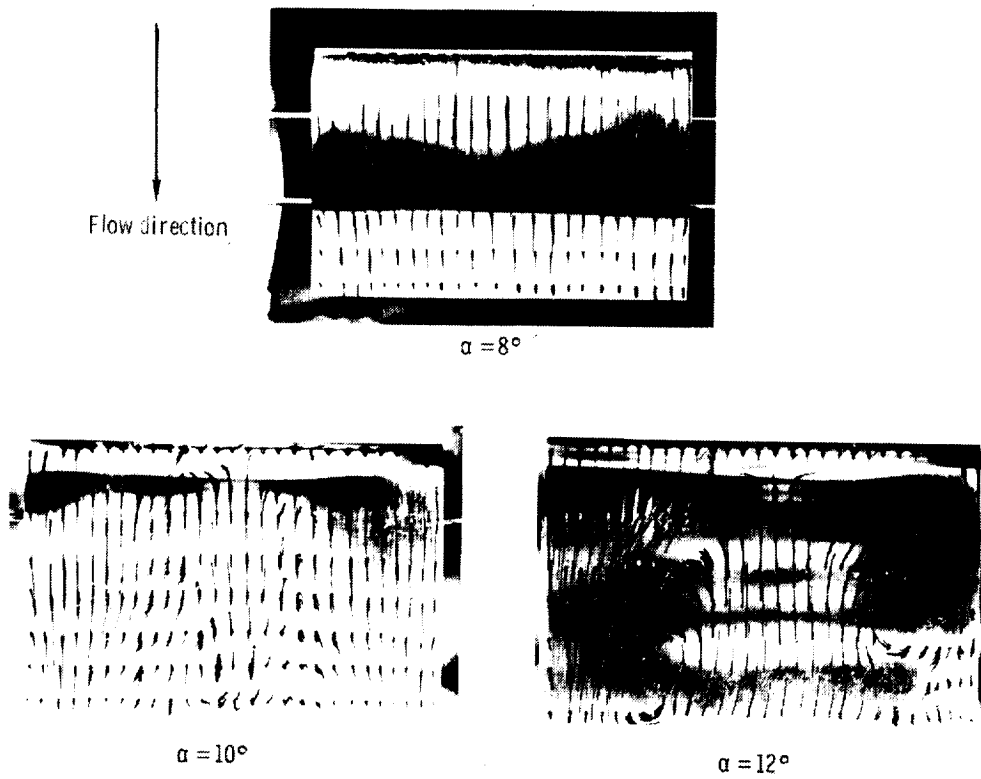 Flow direction
α = 8°
α = 10°
α = 12°